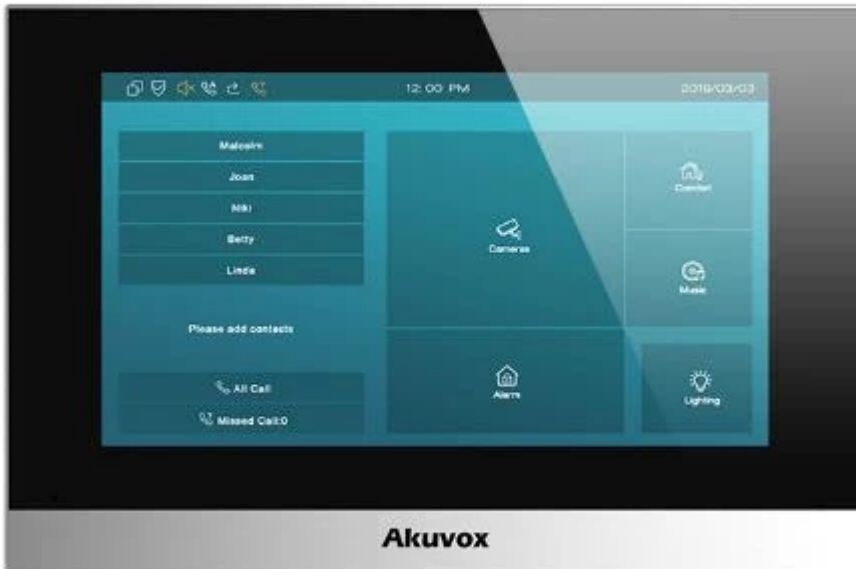 12:00 PM
2019/03/03
Malcolm
Joan
Niki
Betty
Linda
Please add contacts
All Call
Missed Call:0
Cameras
Comfort
Music
Alarm
Lighting
Akuvox